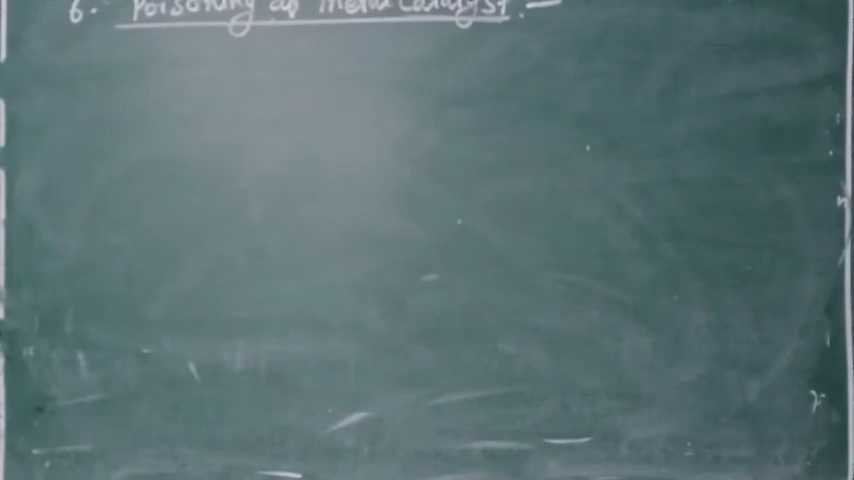 6. Poisoning of metal catalyst :-